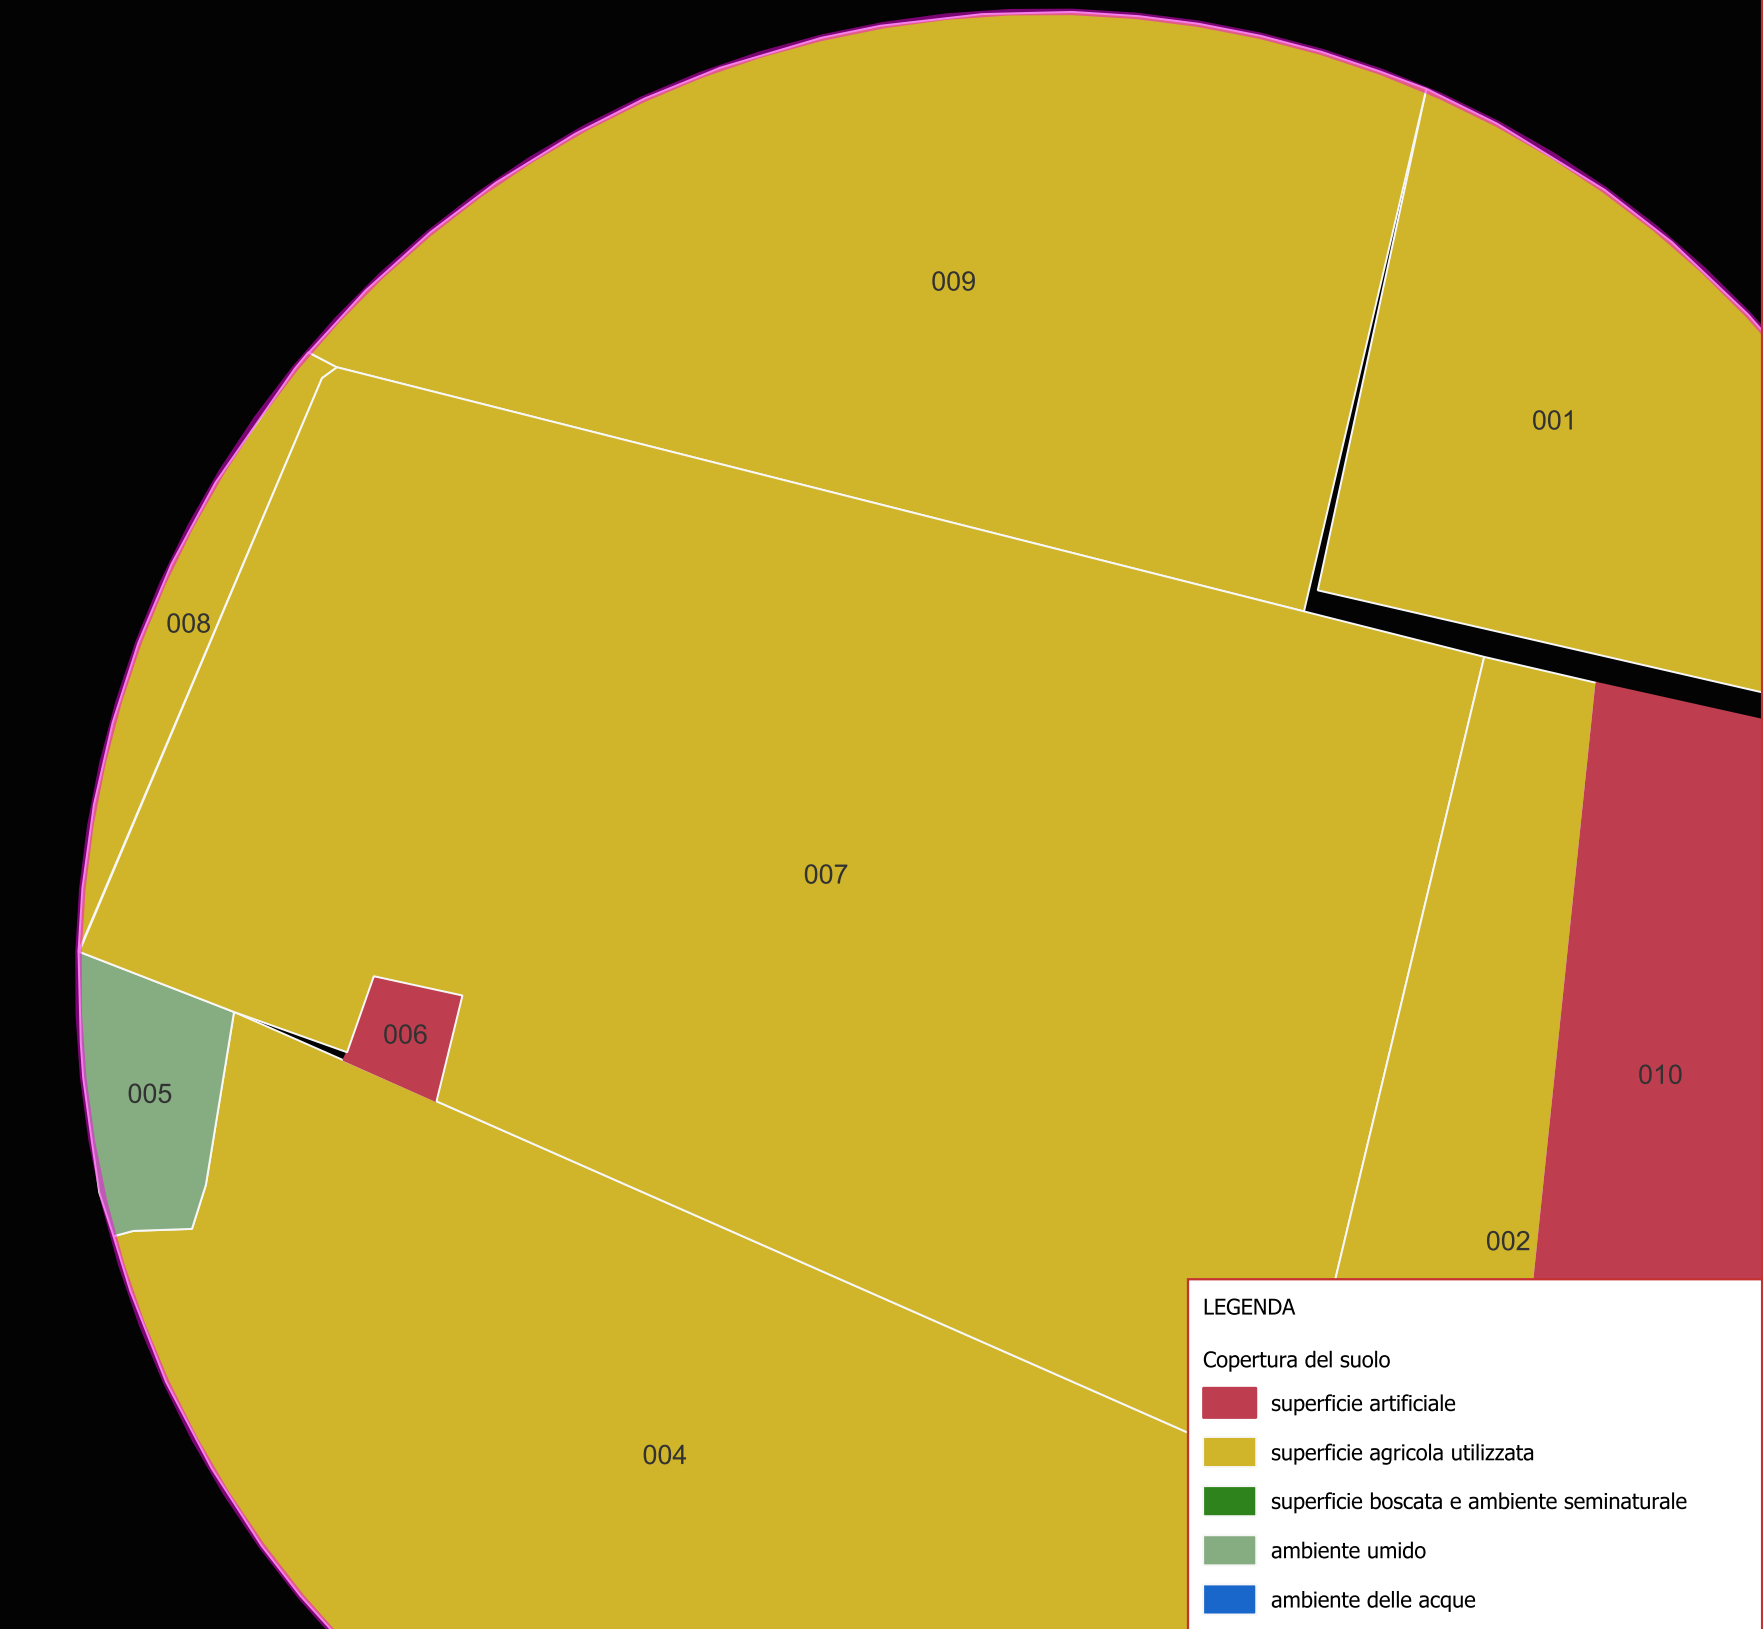 009
001
008
007
006
005
010
002
004
LEGENDA
Copertura del suolo
superficie artificiale
superficie agricola utilizzata
superficie boscata e ambiente seminaturale
ambiente umido
ambiente delle acque